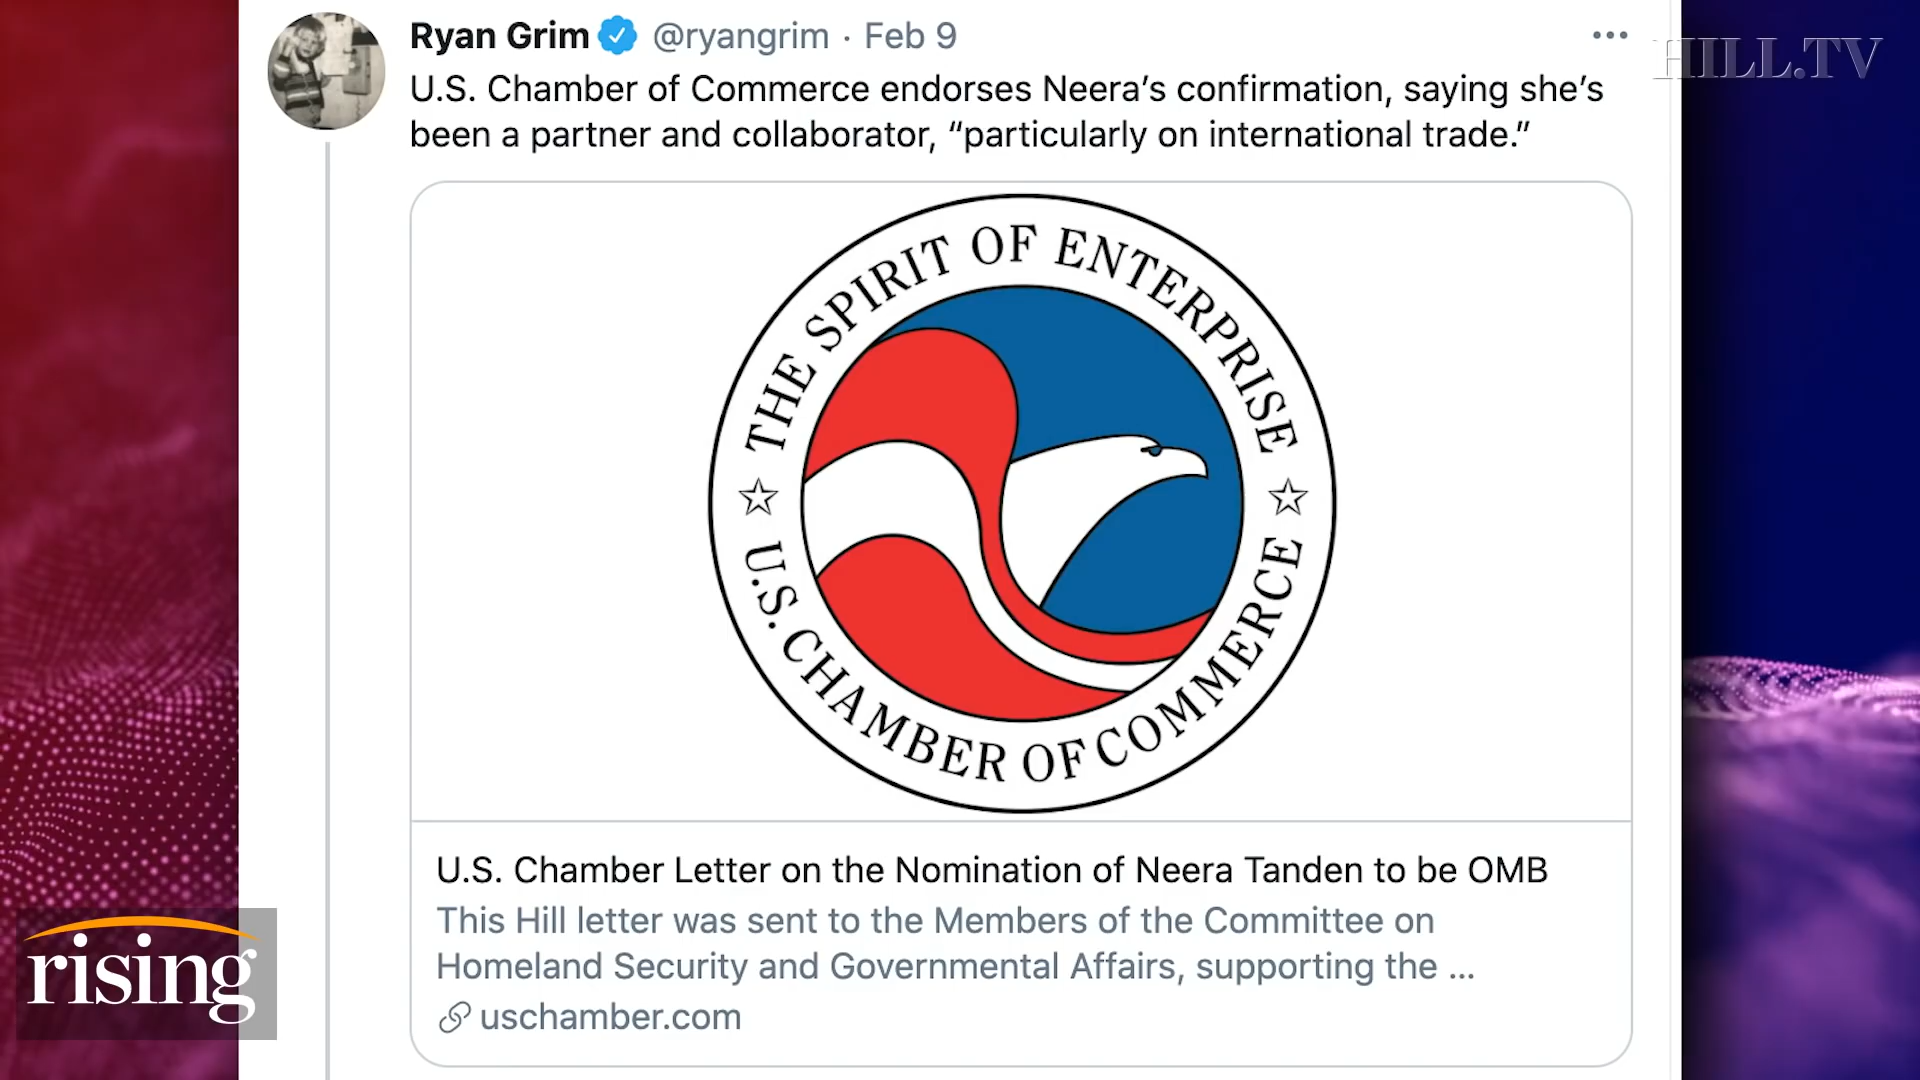 Ryan Grim @ryangrim · Feb 9
HILL.TV
U.S. Chamber of Commerce endorses Neera’s confirmation, saying she’s
been a partner and collaborator, “particularly on international trade.”
THE SPIRIT OF ENTERPRISE
U.S. CHAMBER OF COMMERCE
U.S. Chamber Letter on the Nomination of Neera Tanden to be OMB
This Hill letter was sent to the Members of the Committee on
Homeland Security and Governmental Affairs, supporting the ...
uschamber.com
rising